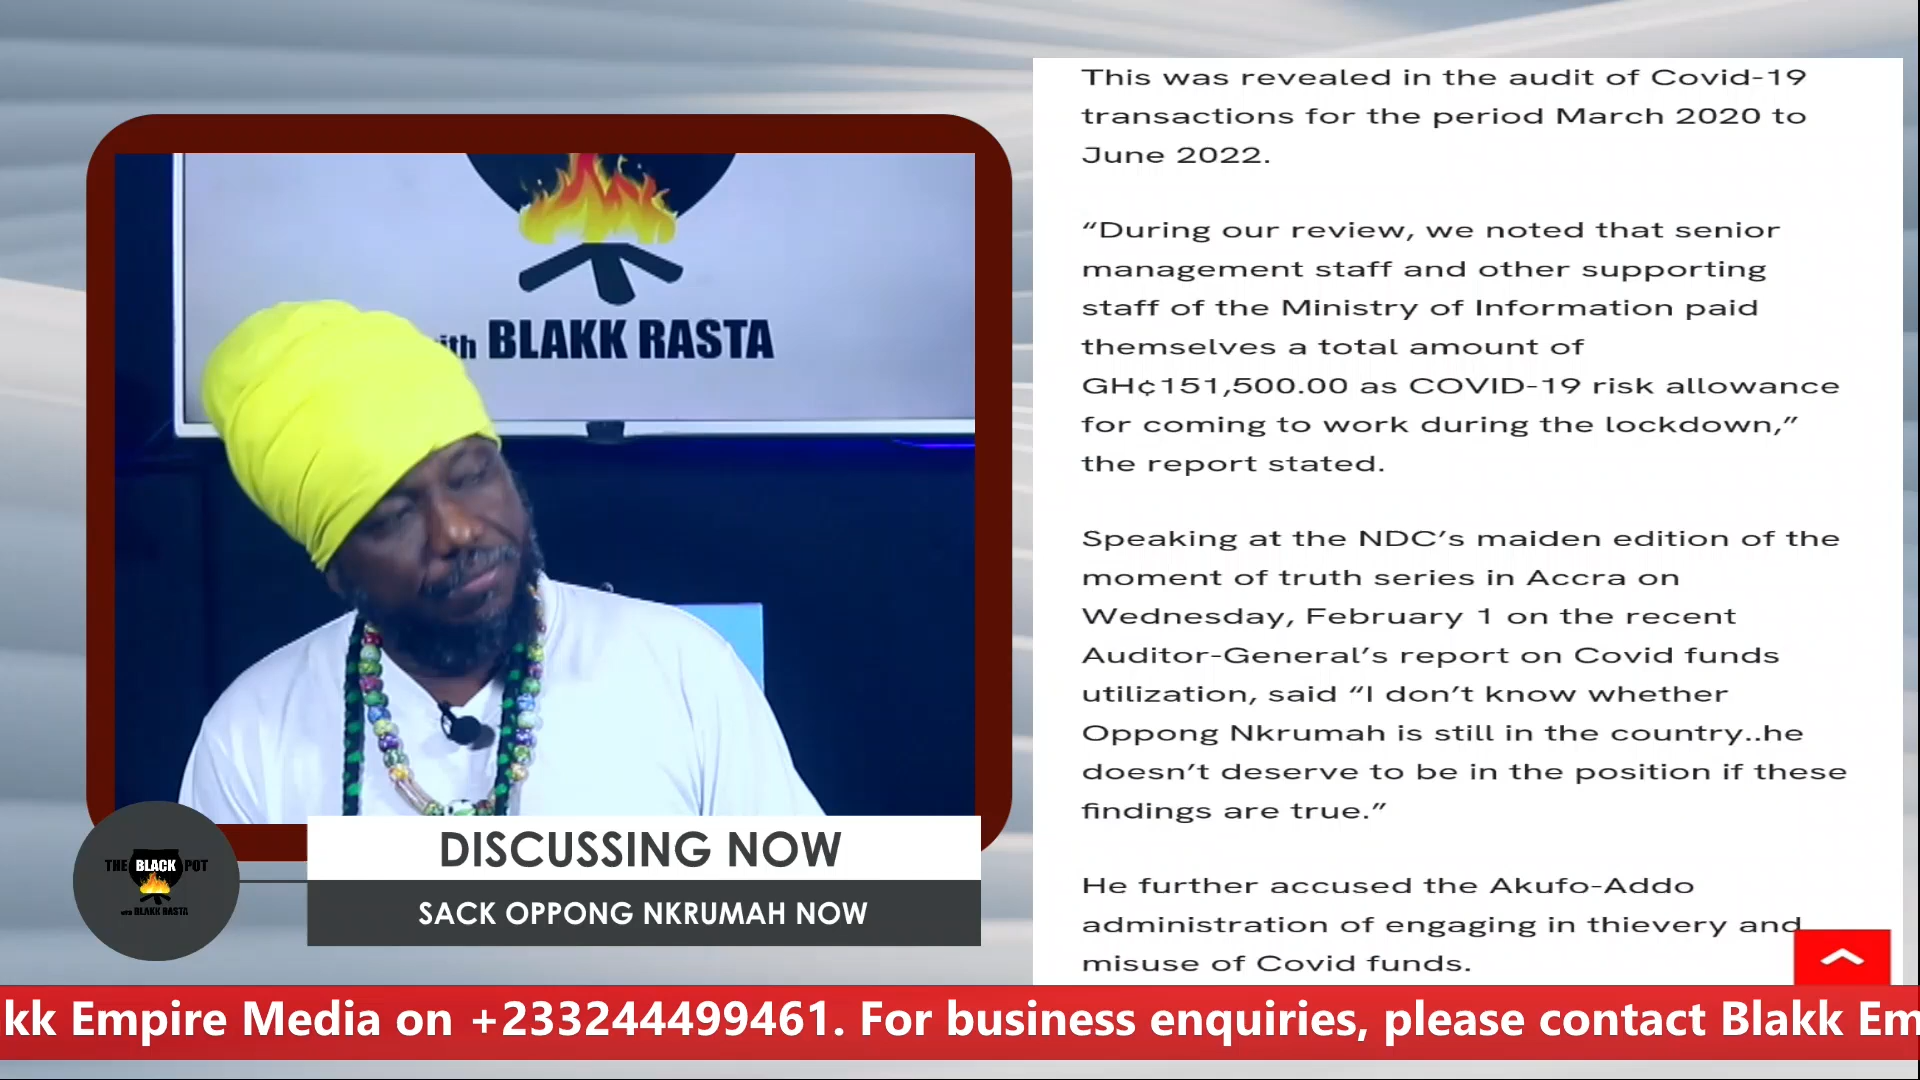 with BLAKK RASTA
DISCUSSING NOW
SACK OPPONG NKRUMAH NOW
THE BLACK POT
with BLAKK RASTA
This was revealed in the audit of Covid-19
transactions for the period March 2020 to
June 2022.
“During our review, we noted that senior
management staff and other supporting
staff of the Ministry of Information paid
themselves a total amount of
GH¢151,500.00 as COVID-19 risk allowance
for coming to work during the lockdown,”
the report stated.
Speaking at the NDC’s maiden edition of the
moment of truth series in Accra on
Wednesday, February 1 on the recent
Auditor-General’s report on Covid funds
utilization, said “I don’t know whether
Oppong Nkrumah is still in the country..he
doesn’t deserve to be in the position if these
findings are true.”
He further accused the Akufo-Addo
administration of engaging in thievery and
misuse of Covid funds.
kk Empire Media on +233244499461. For business enquiries, please contact Blakk Em